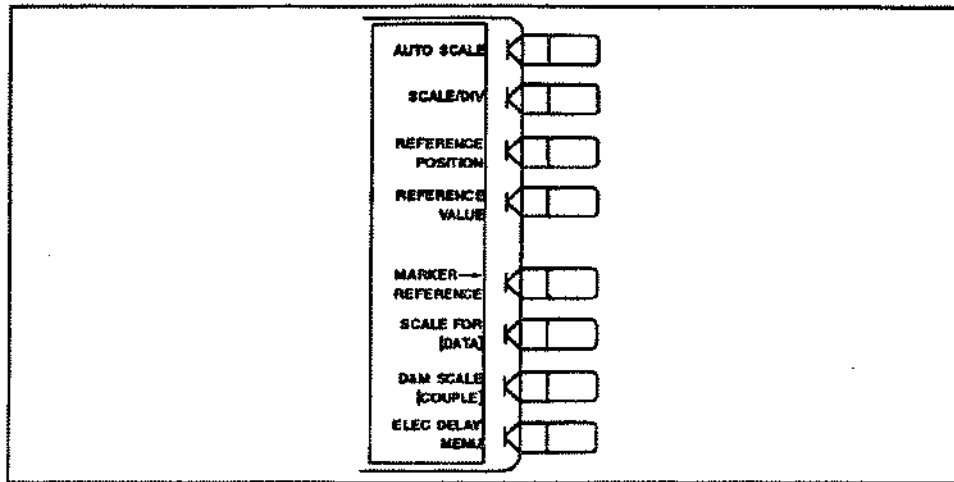 AUTO SCALE
SCALE/DIV
REFERENCE
POSITION
REFERENCE
VALUE
MARKER→
REFERENCE
SCALE FOR
[DATA]
D&M SCALE
[COUPLE]
ELEC DELAY
MENU